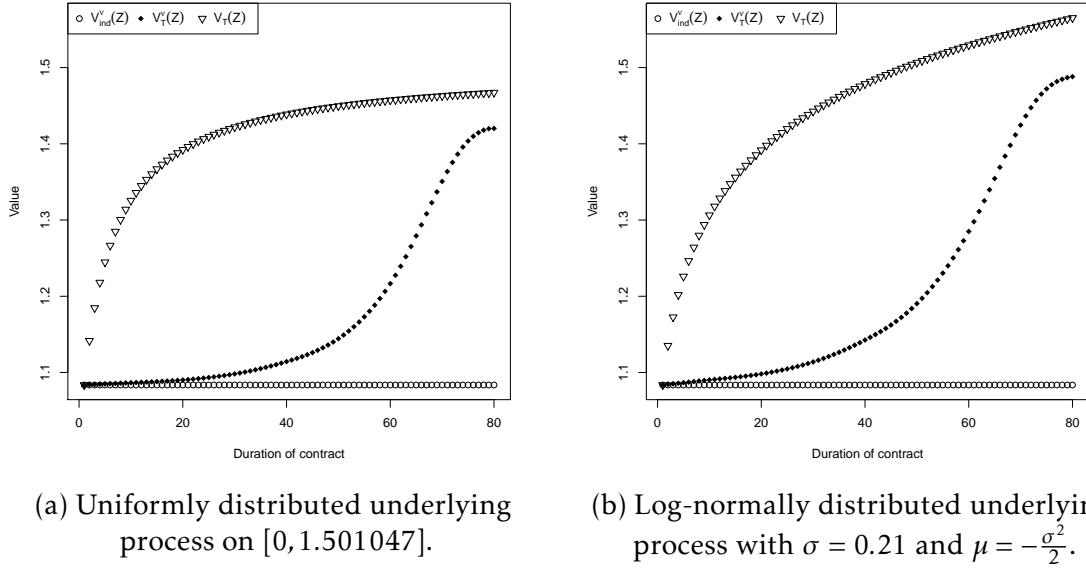 ○ V^v_ind(Z) ◆ V^v_T(Z) ▽ V_T(Z)
1.5
1.4
1.3
1.2
1.1
Value
0 20 40 60 80
Duration of contract
(a) Uniformly distributed underlying
process on [0,1.501047].
○ V^v_ind(Z) ◆ V^v_T(Z) ▽ V_T(Z)
1.5
1.4
1.3
1.2
1.1
Value
0 20 40 60 80
Duration of contract
(b) Log-normally distributed underlyin
process with σ = 0.21 and μ = −σ²/2.